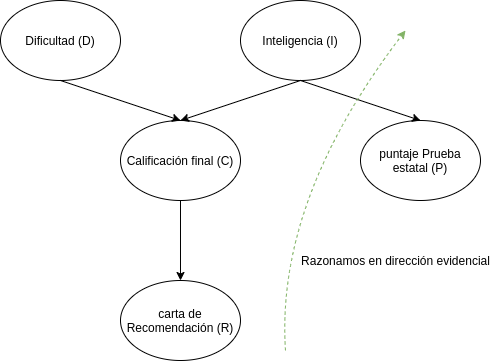 Dificultad (D)
Inteligencia (I)
Calificación final (C)
puntaje Prueba
estatal (P)
Razonamos en dirección evidencial
carta de
Recomendación (R)